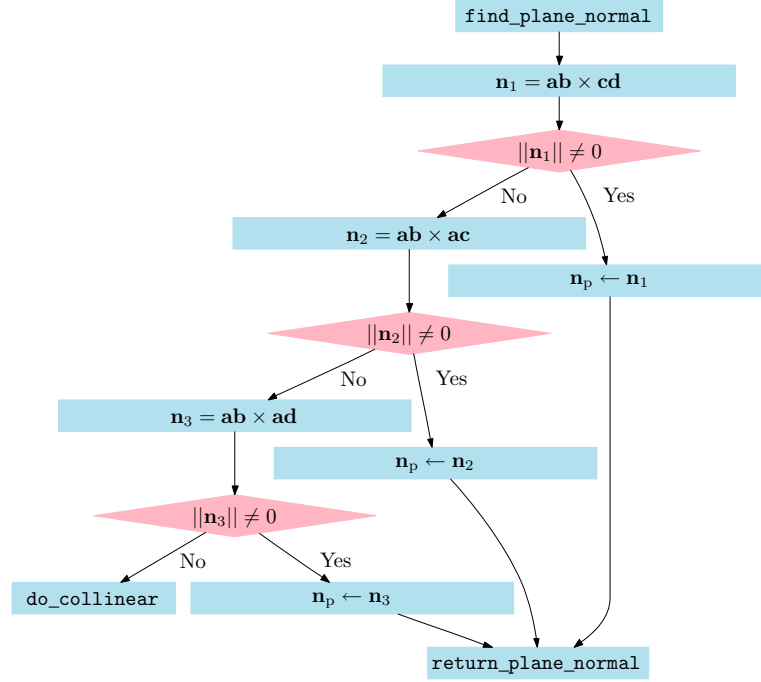 find_plane_normal
n₁ = ab × cd
||n₁|| ≠ 0
No
Yes
n₂ = ab × ac
nₚ ← n₁
||n₂|| ≠ 0
No
Yes
n₃ = ab × ad
nₚ ← n₂
||n₃|| ≠ 0
No
Yes
do_collinear
nₚ ← n₃
return_plane_normal